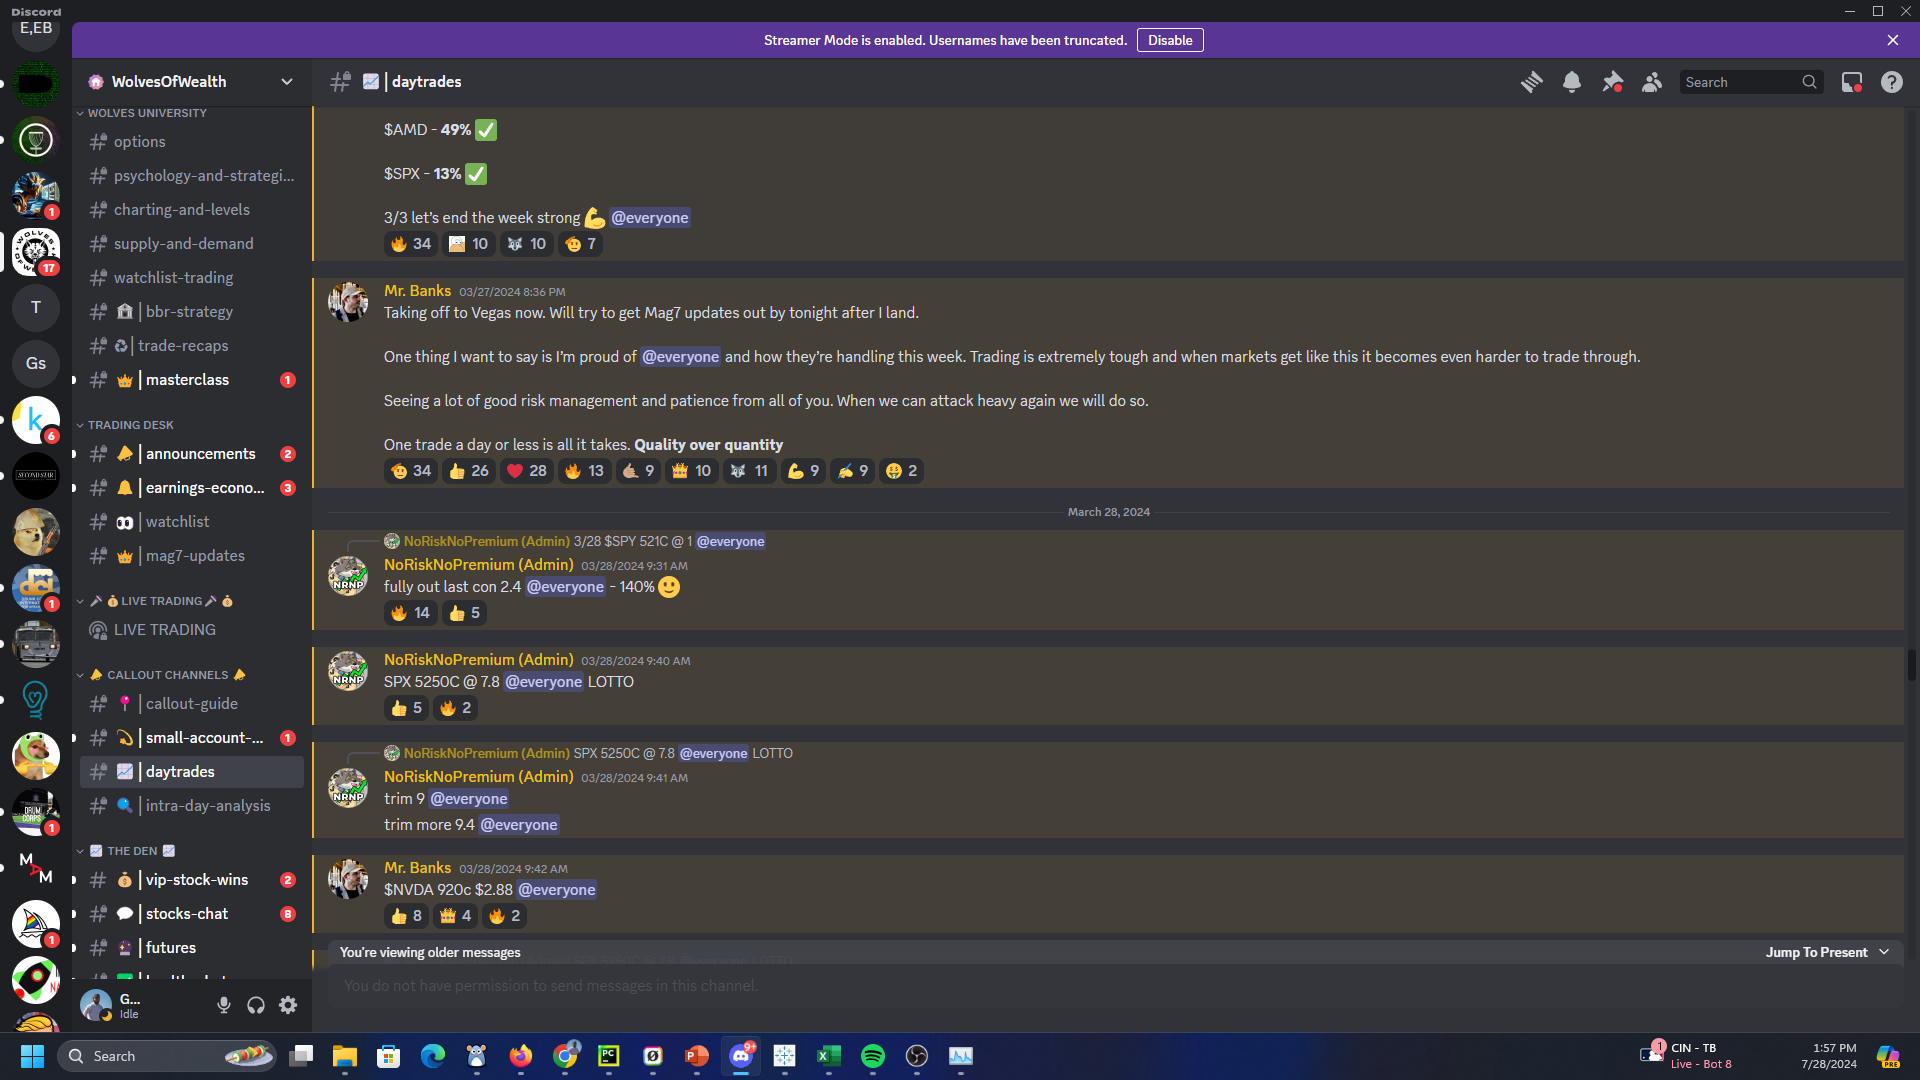 Discord
E,EB
Streamer Mode is enabled. Usernames have been truncated. Disable
WolvesOfWealth
| daytrades
Search
1
17
T
Gs
k
6
SECOND STAR
dci
1
DRUM CORPS
1
M A M
1
WOLVES UNIVERSITY
options
psychology-and-strategi...
charting-and-levels
supply-and-demand
watchlist-trading
| bbr-strategy
| trade-recaps
| masterclass 1
TRADING DESK
| announcements 2
| earnings-econo... 3
| watchlist
| mag7-updates
LIVE TRADING
LIVE TRADING
CALLOUT CHANNELS
| callout-guide
| small-account-... 1
| daytrades
| intra-day-analysis
THE DEN
| vip-stock-wins 2
| stocks-chat 8
| futures
G...
Idle
$AMD - 49% ✅
$SPX - 13% ✅
3/3 let's end the week strong 💪 @everyone
🔥 34 10 🐺 10 🫡 7
Mr. Banks 03/27/2024 8:36 PM
Taking off to Vegas now. Will try to get Mag7 updates out by tonight after I land.
One thing I want to say is I'm proud of @everyone and how they're handling this week. Trading is extremely tough and when markets get like this it becomes even harder to trade through.
Seeing a lot of good risk management and patience from all of you. When we can attack heavy again we will do so.
One trade a day or less is all it takes. Quality over quantity
🫡 34 👍 26 ❤️ 28 🔥 13 🤙 9 👑 10 🐺 11 💪 9 ✍️ 9 🤑 2
March 28, 2024
NoRiskNoPremium (Admin) 3/28 $SPY 521C @ 1 @everyone
NRNP
NoRiskNoPremium (Admin) 03/28/2024 9:31 AM
fully out last con 2.4 @everyone - 140% 🙂
🔥 14 👍 5
NRNP
NoRiskNoPremium (Admin) 03/28/2024 9:40 AM
SPX 5250C @ 7.8 @everyone LOTTO
👍 5 🔥 2
NoRiskNoPremium (Admin) SPX 5250C @ 7.8 @everyone LOTTO
NRNP
NoRiskNoPremium (Admin) 03/28/2024 9:41 AM
trim 9 @everyone
trim more 9.4 @everyone
Mr. Banks 03/28/2024 9:42 AM
$NVDA 920c $2.88 @everyone
👍 8 👑 4 🔥 2
You're viewing older messages
Jump To Present
You do not have permission to send messages in this channel.
Search
PC
P
9+
X
1
CIN - TB
Live - Bot 8
1:57 PM
7/28/2024
PRE